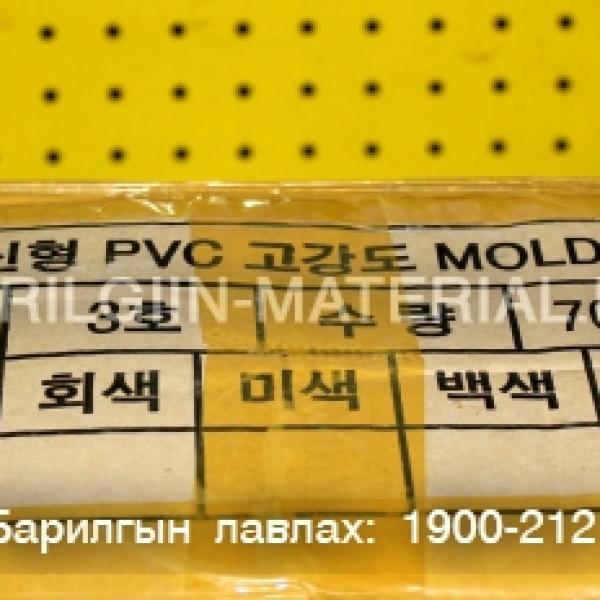 신형 PVC 고강도 MOLD
RILGIIN-MATERIAL
3호 수 량 70
회색 미색 백색
Барилгын лавлах: 1900-212